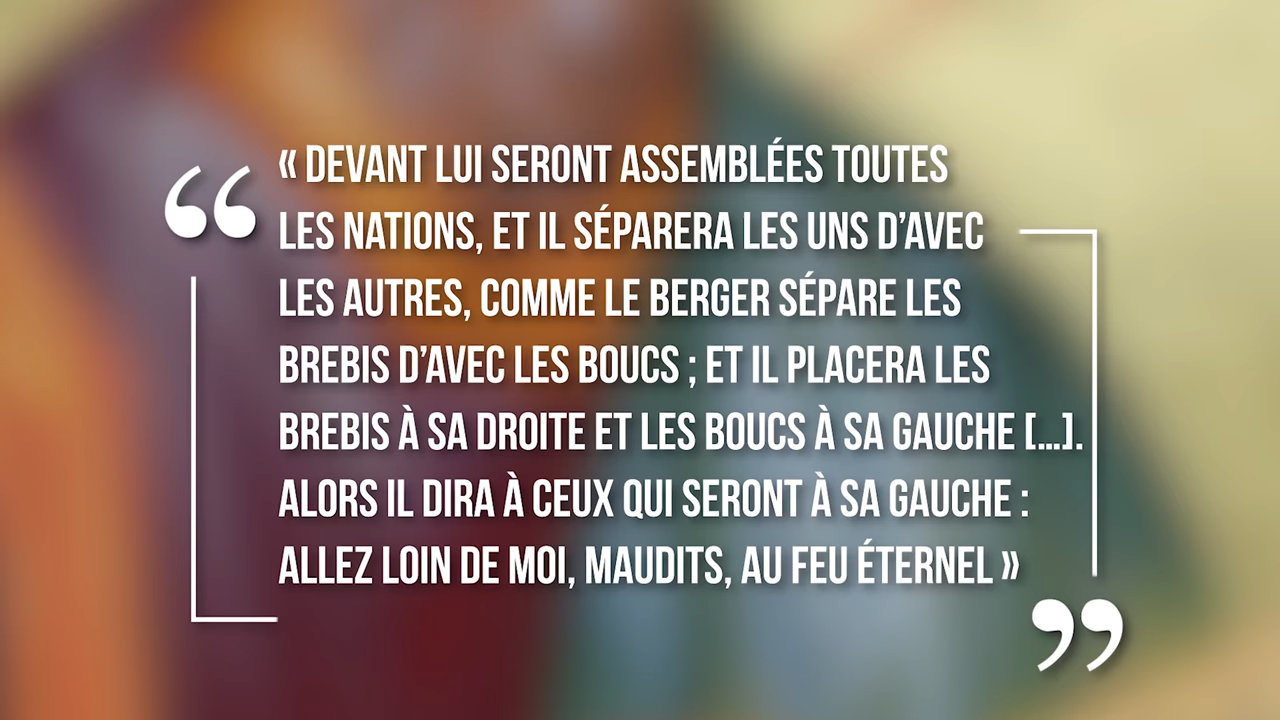 « DEVANT LUI SERONT ASSEMBLÉES TOUTES
LES NATIONS, ET IL SÉPARERA LES UNS D’AVEC
LES AUTRES, COMME LE BERGER SÉPARE LES
BREBIS D’AVEC LES BOUCS ; ET IL PLACERA LES
BREBIS À SA DROITE ET LES BOUCS À SA GAUCHE [...].
ALORS IL DIRA À CEUX QUI SERONT À SA GAUCHE :
ALLEZ LOIN DE MOI, MAUDITS, AU FEU ÉTERNEL »